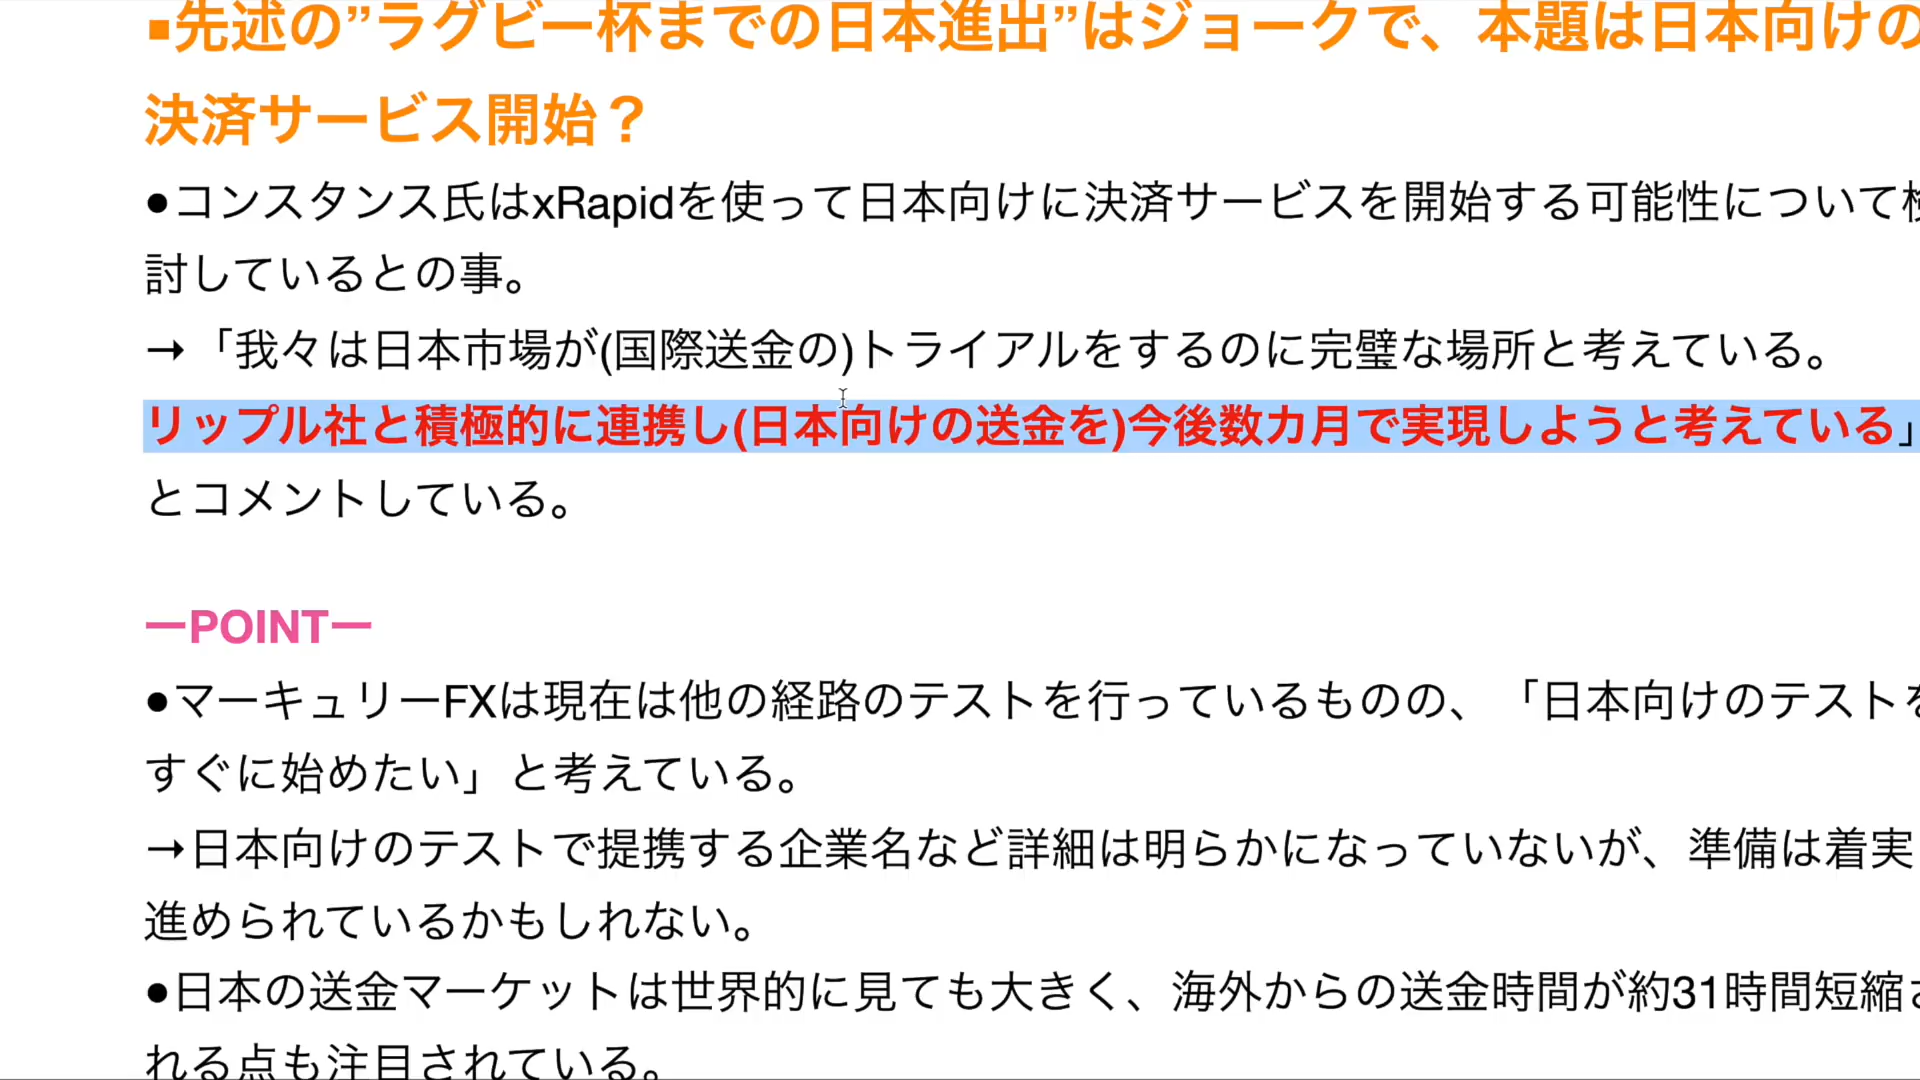 ▪先述の”ラグビー杯までの日本進出”はジョークで、本題は日本向けの
決済サービス開始？
●コンスタンス氏はxRapidを使って日本向けに決済サービスを開始する可能性について検
討しているとの事。
→「我々は日本市場が(国際送金の)トライアルをするのに完璧な場所と考えている。
リップル社と積極的に連携し(日本向けの送金を)今後数カ月で実現しようと考えている」
とコメントしている。
ーPOINTー
●マーキュリーFXは現在は他の経路のテストを行っているものの、「日本向けのテストを
すぐに始めたい」と考えている。
→日本向けのテストで提携する企業名など詳細は明らかになっていないが、準備は着実
進められているかもしれない。
●日本の送金マーケットは世界的に見ても大きく、海外からの送金時間が約31時間短縮さ
れる点も注目されている。